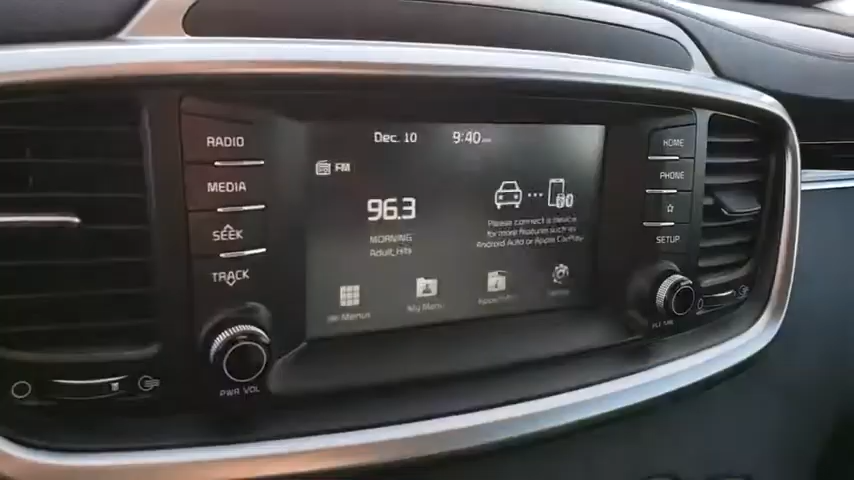 RADIO
MEDIA
SEEK
TRACK
PWR VOL
Dec. 10
9:40 AM
FM
96.3
MORNING
Adult_Hits
Please connect a device
for more features such as
Android Auto or Apple CarPlay
My Menu
HOME
PHONE
SETUP